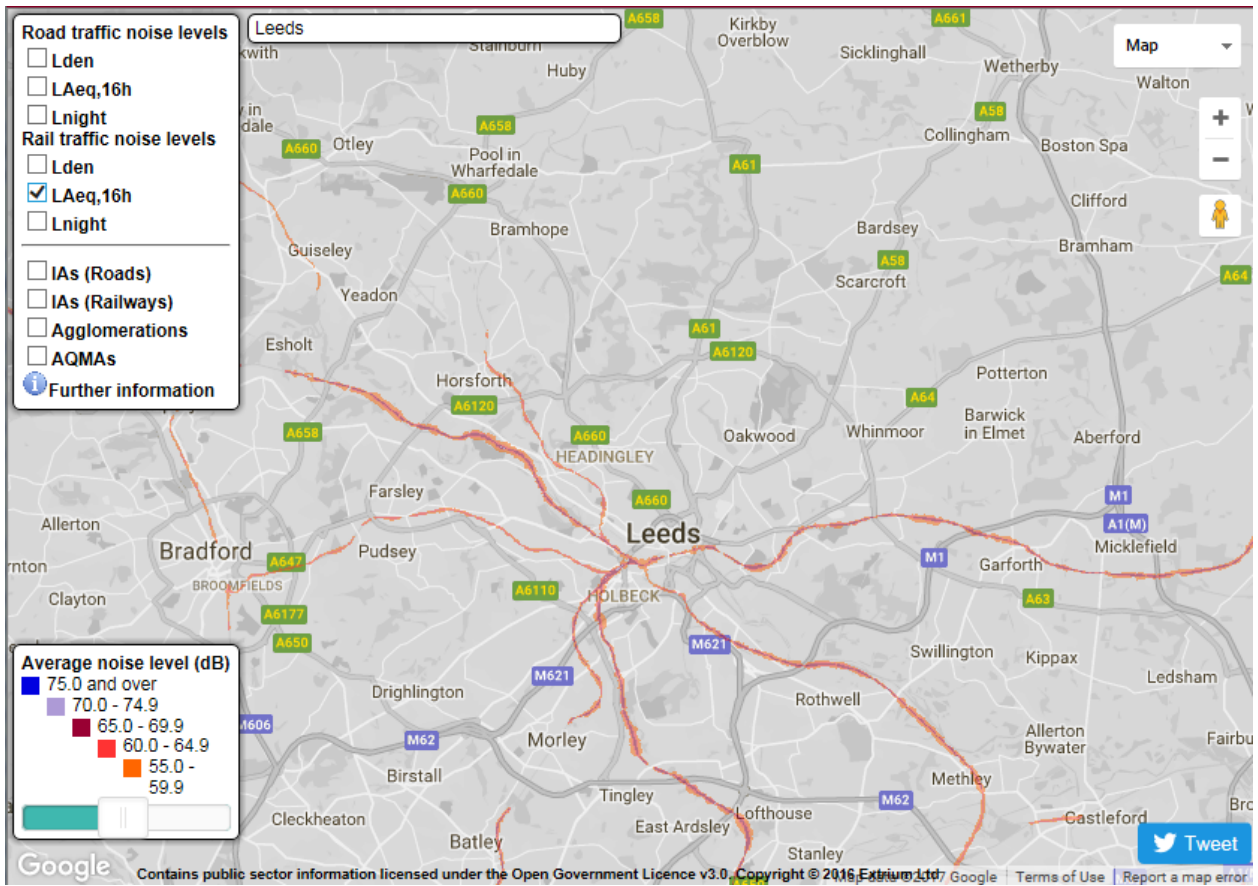 Road traffic noise levels
Lden
LAeq,16h
Lnight
Rail traffic noise levels
Lden
LAeq,16h
Lnight
IAs (Roads)
IAs (Railways)
Agglomerations
AQMAs
Further information
Leeds
Map
+
−
A658
Kirkby
Overblow
A661
Sicklinghall
Wetherby
Walton
Stainburn
Huby
A58
Collingham
Boston Spa
A658
A660
Otley
Pool in
Wharfedale
A61
A660
Clifford
Bramhope
Bardsey
Bramham
Guiseley
A58
Scarcroft
A64
Yeadon
A61
Esholt
A6120
Horsforth
Potterton
A6120
A64
Barwick
in Elmet
A658
A660
Oakwood
Whinmoor
Aberford
HEADINGLEY
Farsley
A660
M1
Allerton
Leeds
A1(M)
Bradford
Pudsey
M1
Micklefield
A647
Garforth
BROOMFIELDS
Clayton
A6110
HOLBECK
A63
A6177
A650
M621
Swillington
Kippax
M621
Ledsham
Drighlington
Rothwell
M606
M62
Morley
Allerton
Bywater
Birstall
Methley
Tingley
M62
Cleckheaton
Lofthouse
Castleford
Batley
East Ardsley
Stanley
Average noise level (dB)
75.0 and over
70.0 - 74.9
65.0 - 69.9
60.0 - 64.9
55.0 -
59.9
Tweet
Google
Contains public sector information licensed under the Open Government Licence v3.0. Copyright © 2016 Extrium Ltd
Map data ©2017 Google
Terms of Use
Report a map error